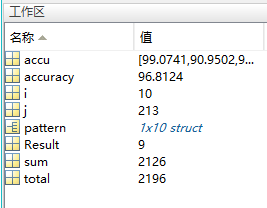 工作区
名称 值
accu [99.0741,90.9502,9...
accuracy 96.8124
i 10
j 213
pattern 1x10 struct
Result 9
sum 2126
total 2196